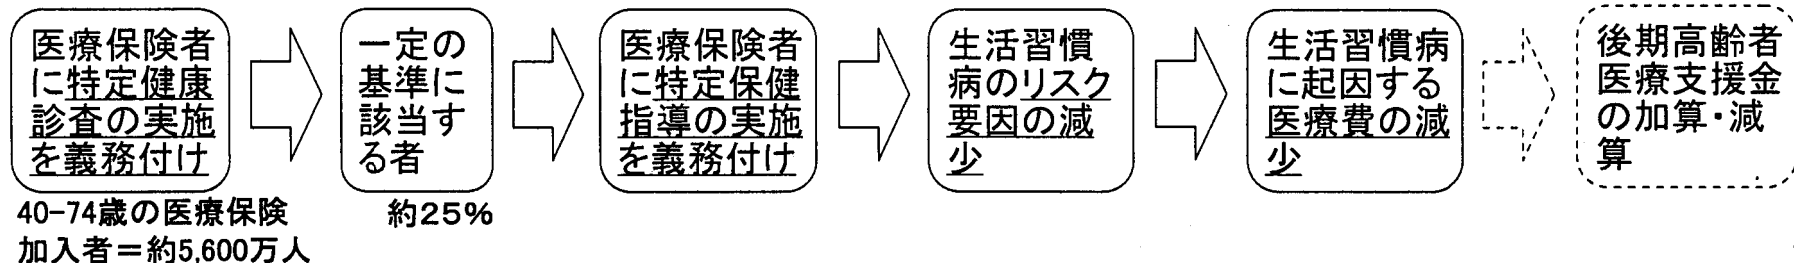 医療保険者
に特定健康
診査の実施
を義務付け
一定の
基準に
該当す
る者
医療保険者
に特定保健
指導の実施
を義務付け
生活習慣
病のリスク
要因の減
少
生活習慣病
に起因する
医療費の減
少
後期高齢者
医療支援金
の加算・減
算
40-74歳の医療保険
加入者＝約5,600万人
約25%